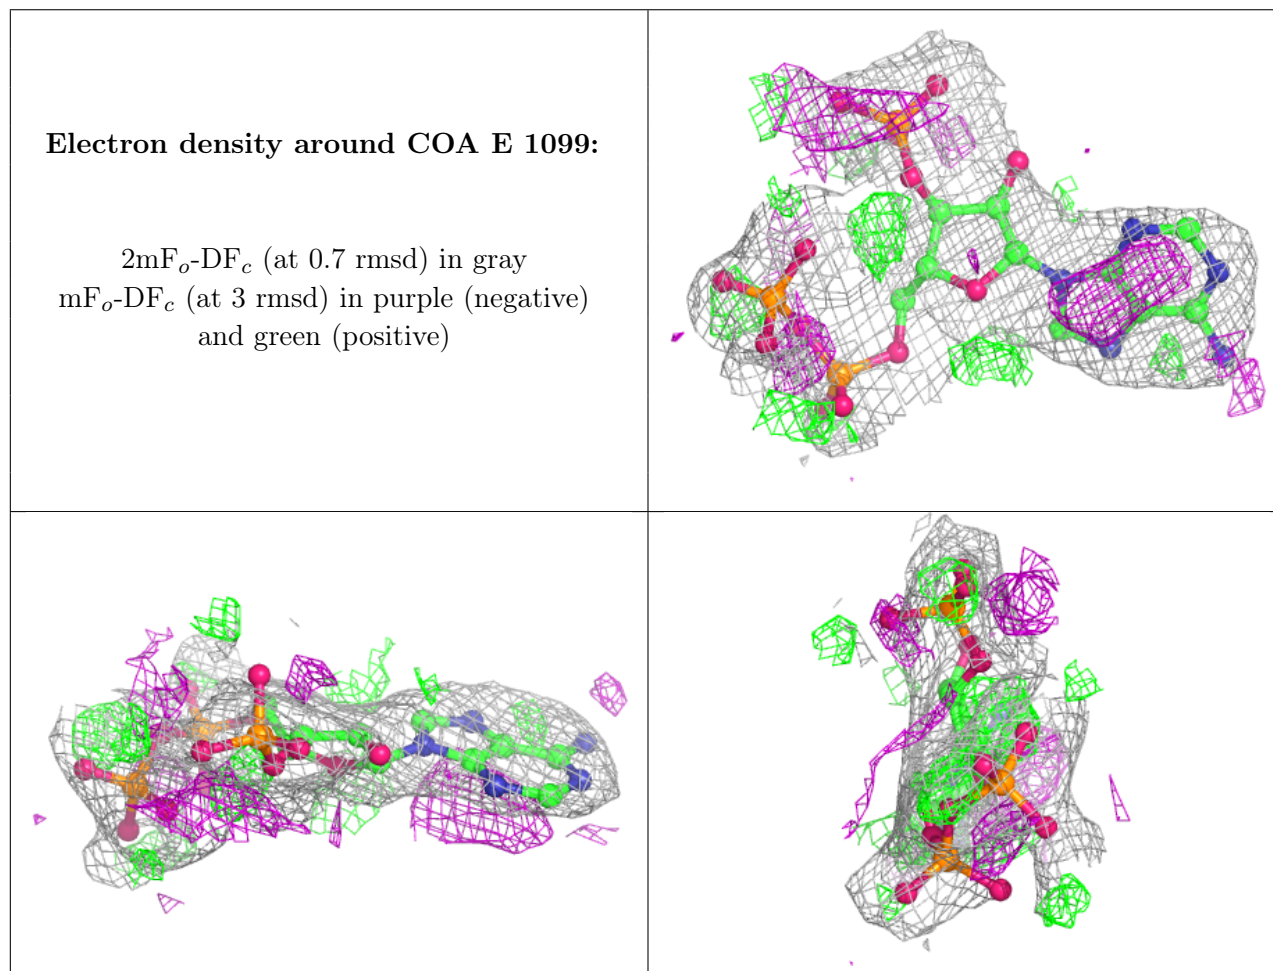 Electron density around COA E 1099:
2mFo-DFc (at 0.7 rmsd) in gray
mFo-DFc (at 3 rmsd) in purple (negative)
and green (positive)